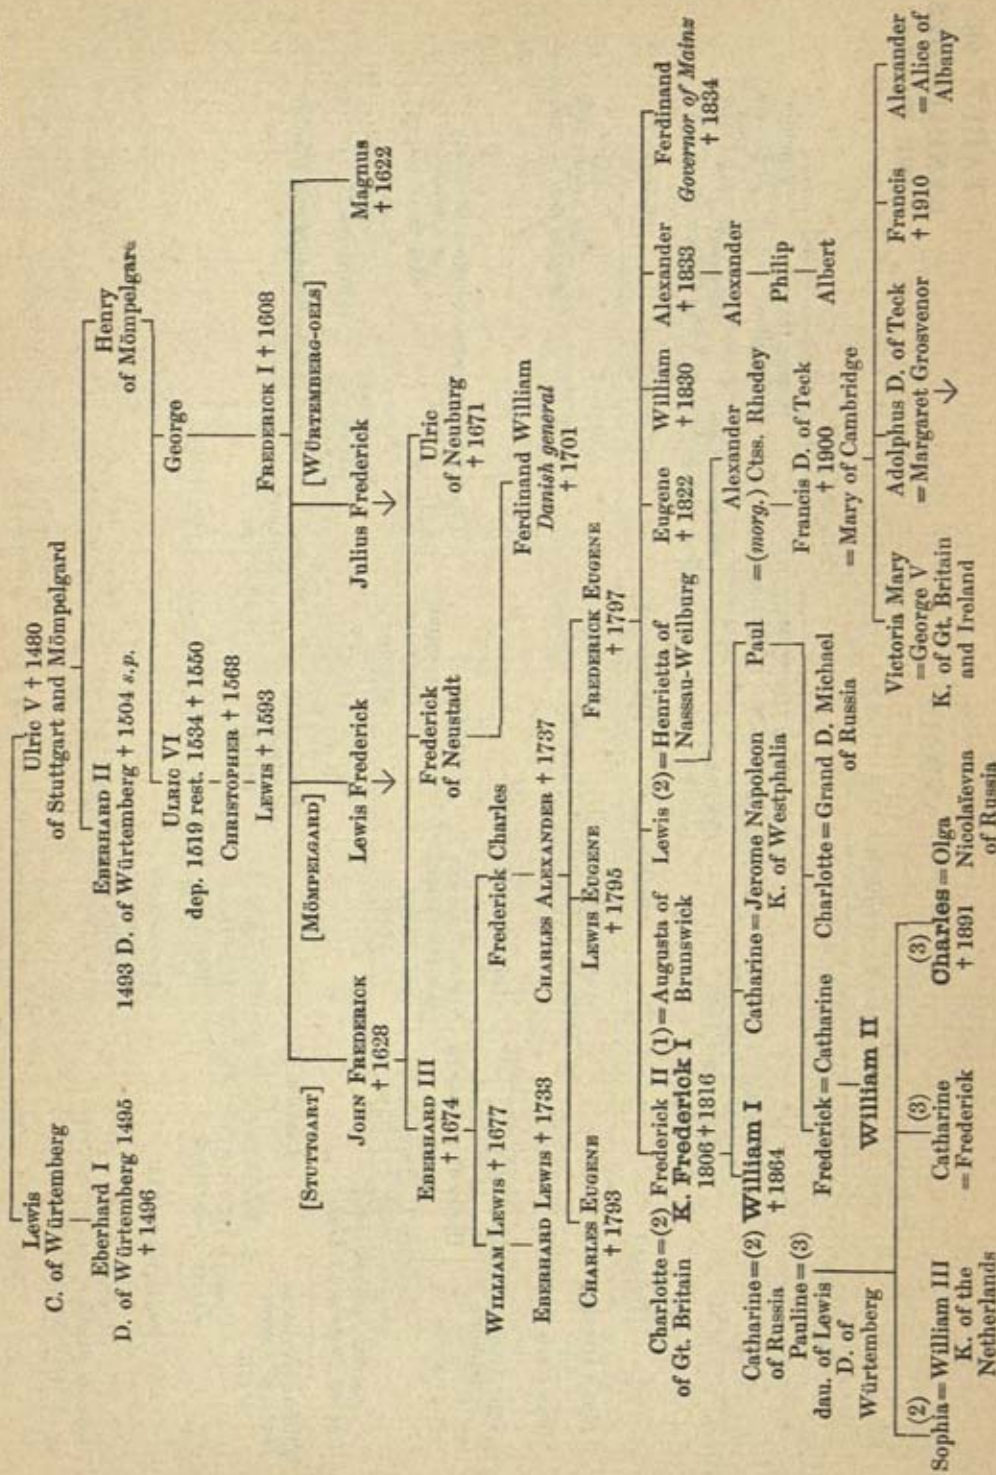 Lewis
C. of Würtemberg
Ulric V † 1480
of Stuttgart and Mömpelgard
Eberhard I
D. of Würtemberg 1495
† 1496
EBERHARD II
1493 D. of Würtemberg † 1504 s.p.
Henry
of Mömpelgard
ULRIC VI
dep. 1519 rest. 1534 † 1550
George
CHRISTOPHER † 1568
LEWIS † 1593
FREDERICK I † 1608
[STUTTGART]
[MÖMPELGARD]
[WÜRTEMBERG-OELS]
JOHN FREDERICK
† 1628
Lewis Frederick
Julius Frederick
Magnus
† 1622
EBERHARD III
† 1674
Frederick
of Neustadt
Ulric
of Neuburg
† 1671
WILLIAM LEWIS † 1677
Frederick Charles
Ferdinand William
Danish general
† 1701
EBERHARD LEWIS † 1733
CHARLES ALEXANDER † 1737
CHARLES EUGENE
† 1793
LEWIS EUGENE
† 1795
FREDERICK EUGENE
† 1797
Charlotte = (2) Frederick II (1) = Augusta of
of Gt. Britain K. Frederick I Brunswick
1806 † 1816
Lewis (2) = Henrietta of
Nassau-Weilburg
Eugene
† 1822
William
† 1830
Alexander
† 1833
Ferdinand
Governor of Mainz
† 1834
Catharine = (2) William I
of Russia † 1864
Pauline = (3)
dau. of Lewis
D. of
Würtemberg
Catharine = Jerome Napoleon
K. of Westphalia
Paul
Alexander
= (morg.) Ctss. Rhedey
Alexander
Philip
Albert
Frederick = Catharine
Charlotte = Grand D. Michael
of Russia
Francis D. of Teck
† 1900
= Mary of Cambridge
William II
(2)
Sophia = William III
K. of the
Netherlands
(3)
Catharine
= Frederick
(3)
Charles = Olga
† 1891 Nicolaïevna
of Russia
Victoria Mary
= George V
K. of Gt. Britain
and Ireland
Adolphus D. of Teck
= Margaret Grosvenor
Francis
† 1910
Alexander
= Alice of
Albany